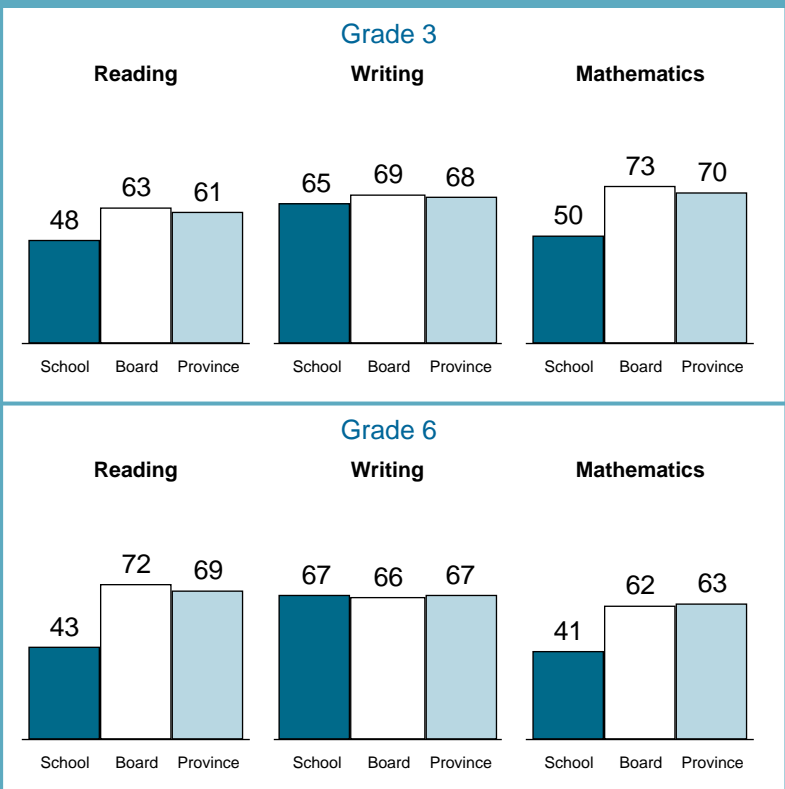 Grade 3
Reading Writing Mathematics
48 63 61 65 69 68 50 73 70
School Board Province School Board Province School Board Province
Grade 6
Reading Writing Mathematics
43 72 69 67 66 67 41 62 63
School Board Province School Board Province School Board Province